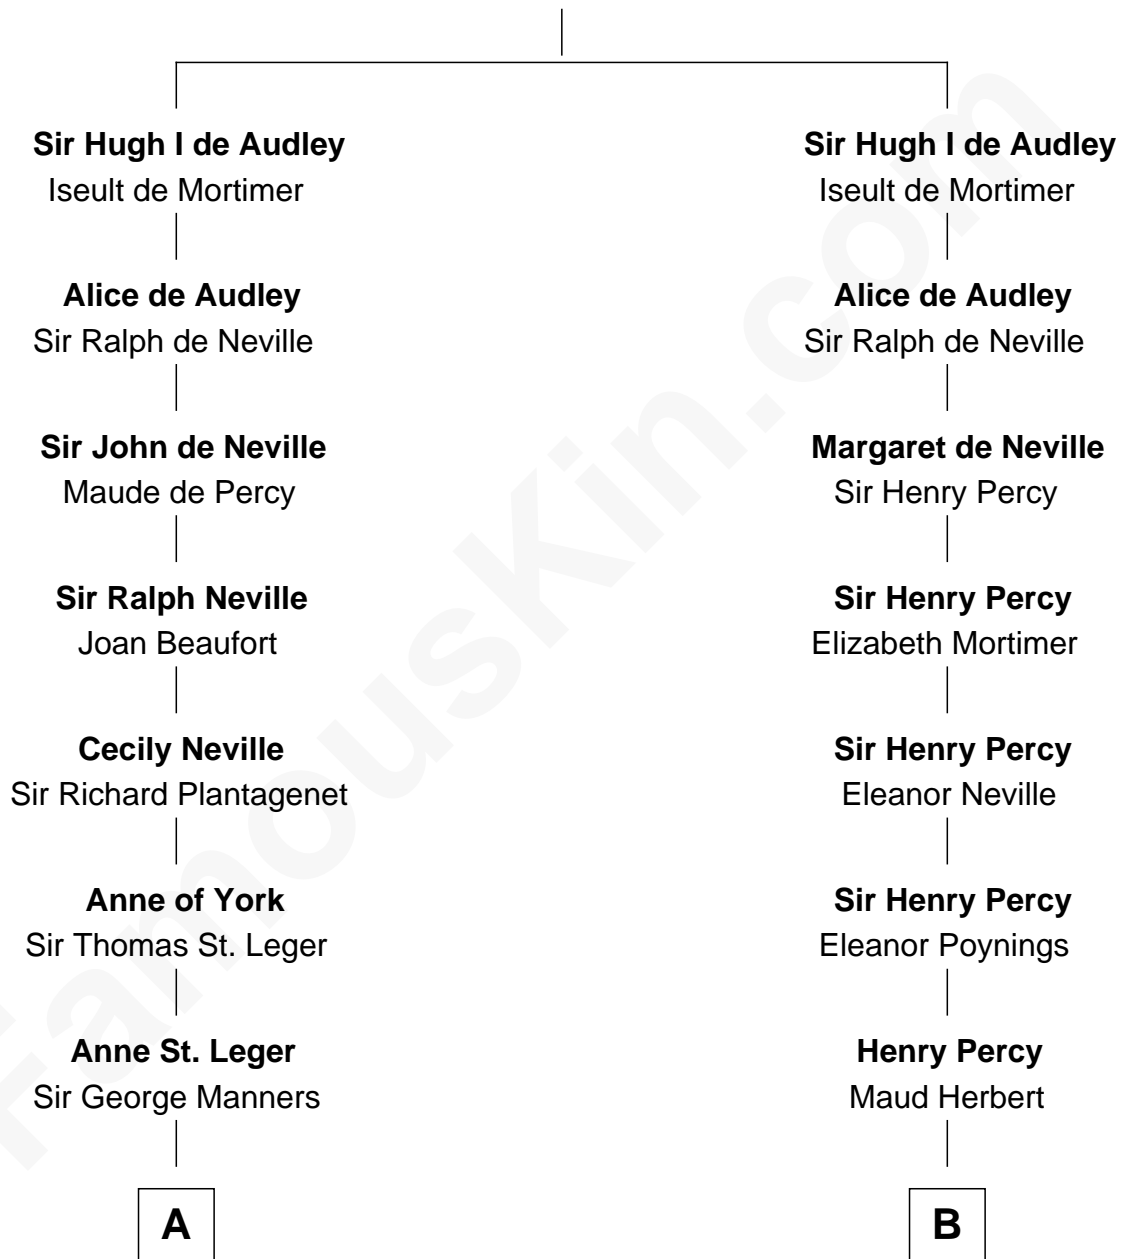 Sir Hugh I de Audley
Iseult de Mortimer
Alice de Audley
Sir Ralph de Neville
Sir John de Neville
Maude de Percy
Sir Ralph Neville
Joan Beaufort
Cecily Neville
Sir Richard Plantagenet
Anne of York
Sir Thomas St. Leger
Anne St. Leger
Sir George Manners
A
Sir Hugh I de Audley
Iseult de Mortimer
Alice de Audley
Sir Ralph de Neville
Margaret de Neville
Sir Henry Percy
Sir Henry Percy
Elizabeth Mortimer
Sir Henry Percy
Eleanor Neville
Sir Henry Percy
Eleanor Poynings
Henry Percy
Maud Herbert
B
FamousKin.com